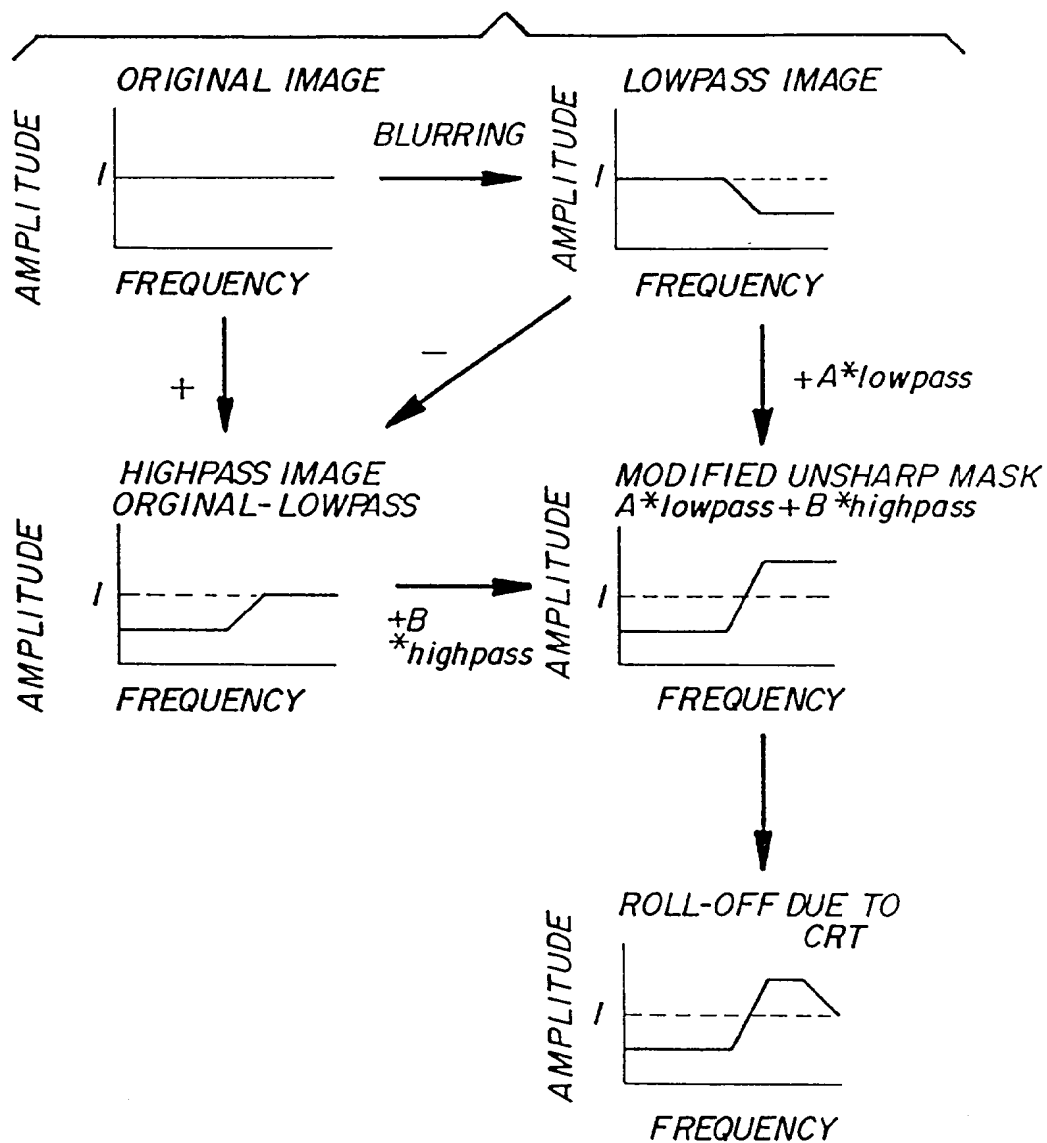 ORIGINAL IMAGE
AMPLITUDE
1
FREQUENCY
BLURRING
LOWPASS IMAGE
AMPLITUDE
1
FREQUENCY
+
−
+A*lowpass
HIGHPASS IMAGE
ORGINAL-LOWPASS
AMPLITUDE
1
FREQUENCY
+B
*highpass
MODIFIED UNSHARP MASK
A*lowpass+B*highpass
AMPLITUDE
1
FREQUENCY
ROLL-OFF DUE TO
CRT
AMPLITUDE
1
FREQUENCY